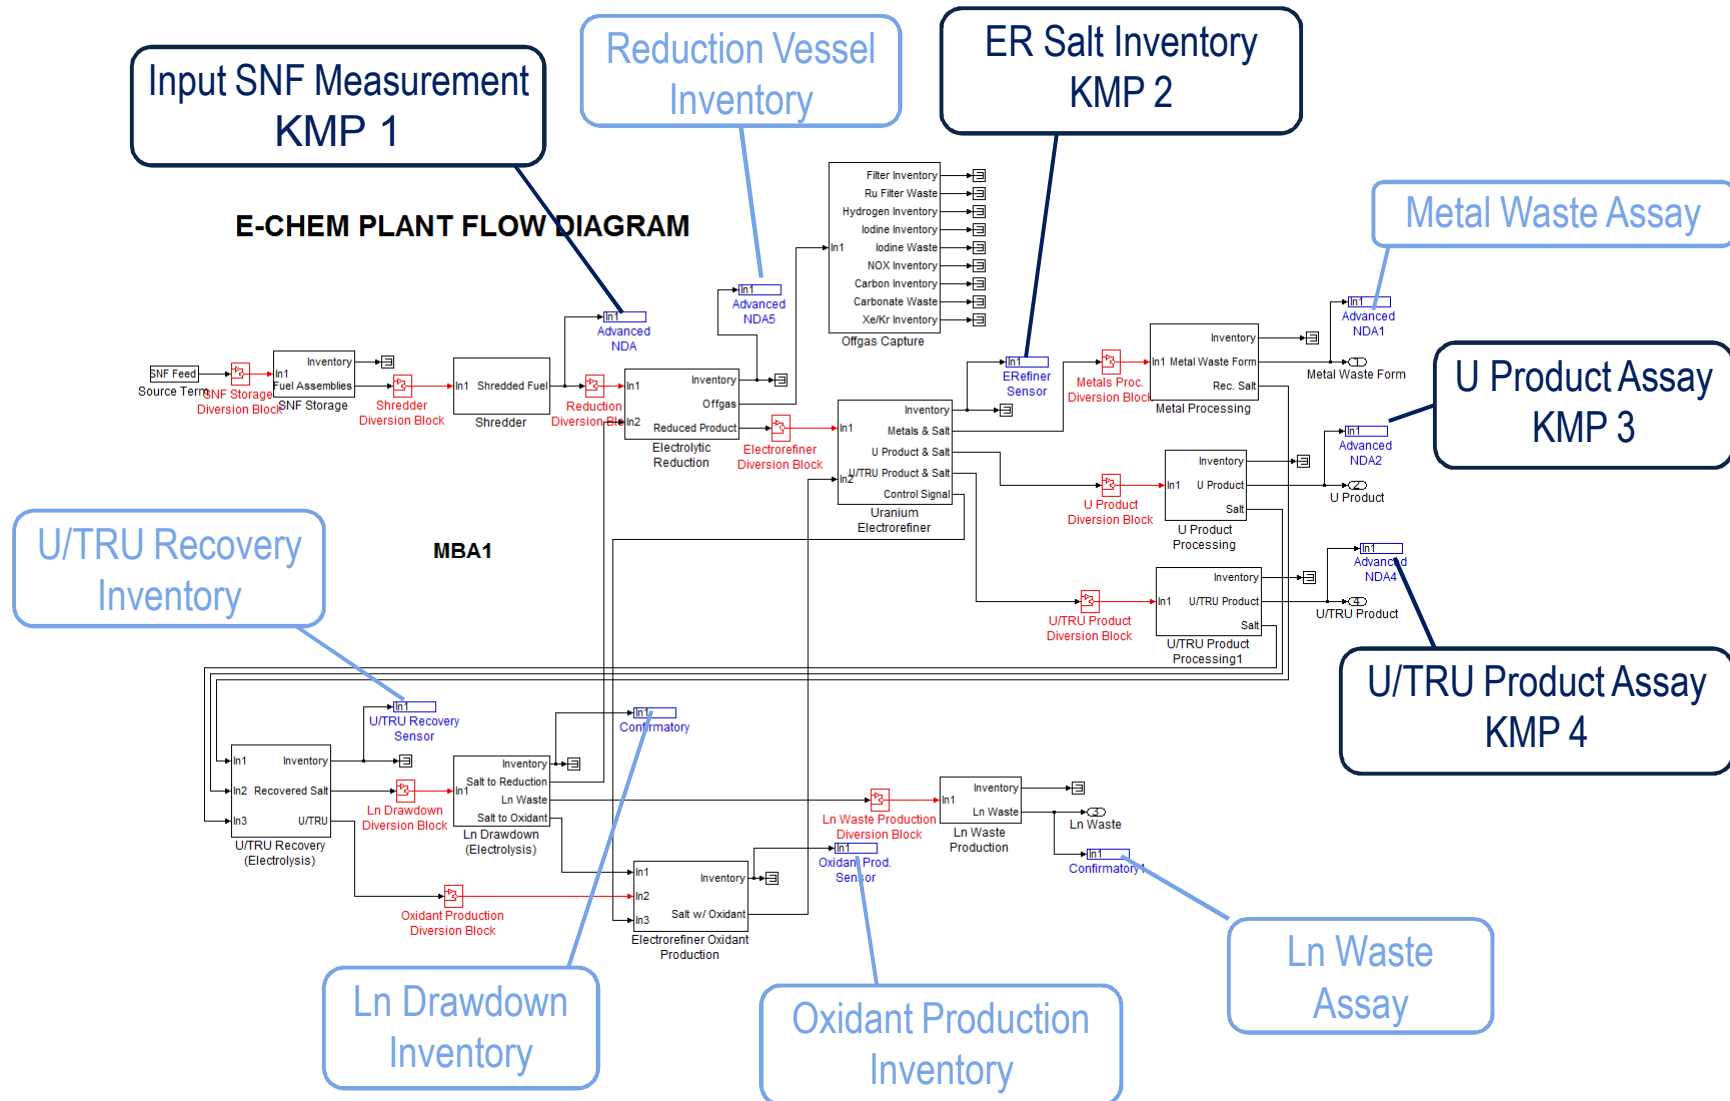 Input SNF Measurement
KMP 1
Reduction Vessel
Inventory
ER Salt Inventory
KMP 2
Metal Waste Assay
U Product Assay
KMP 3
U/TRU Product Assay
KMP 4
U/TRU Recovery
Inventory
Ln Drawdown
Inventory
Oxidant Production
Inventory
Ln Waste
Assay
E-CHEM PLANT FLOW DIAGRAM
MBA1
SNF Feed
Source Term
SNF Storage
Diversion Block
In1
Inventory
Fuel Assemblies
SNF Storage
Shredder
Diversion Block
In1
Shredded Fuel
Shredder
In1
Advanced
NDA
Reduction
Diversion Blo
In1
In2
Inventory
Offgas
Reduced Product
Electrolytic
Reduction
In1
Advanced
NDA5
In1
Filter Inventory
Ru Filter Waste
Hydrogen Inventory
Iodine Inventory
Iodine Waste
NOX Inventory
Carbon Inventory
Carbonate Waste
Xe/Kr Inventory
Offgas Capture
Electrorefiner
Diversion Block
In1
In2
Inventory
Metals & Salt
U Product & Salt
U/TRU Product & Salt
Control Signal
Uranium
Electrorefiner
In1
ERefiner
Sensor
Metals Proc.
Diversion Block
In1
Inventory
Metal Waste Form
Rec. Salt
Metal Processing
In1
Advanced
NDA1
1
Metal Waste Form
U Product
Diversion Block
In1
Inventory
U Product
Salt
U Product
Processing
In1
Advanced
NDA2
2
U Product
U/TRU Product
Diversion Block
In1
Inventory
U/TRU Product
Salt
U/TRU Product
Processing1
In1
Advanced
NDA4
4
U/TRU Product
In1
U/TRU Recovery
Sensor
In1
In2
In3
Inventory
Recovered Salt
U/TRU
U/TRU Recovery
(Electrolysis)
Ln Drawdown
Diversion Block
In1
Inventory
Salt to Reduction
Ln Waste
Salt to Oxidant
Ln Drawdown
(Electrolysis)
In1
Confirmatory
Oxidant Production
Diversion Block
In1
In2
In3
Inventory
Salt w/ Oxidant
Electrorefiner Oxidant
Production
In1
Oxidant Prod.
Sensor
Ln Waste Production
Diversion Block
In1
Inventory
Ln Waste
Ln Waste
Production
3
Ln Waste
In1
Confirmatory1